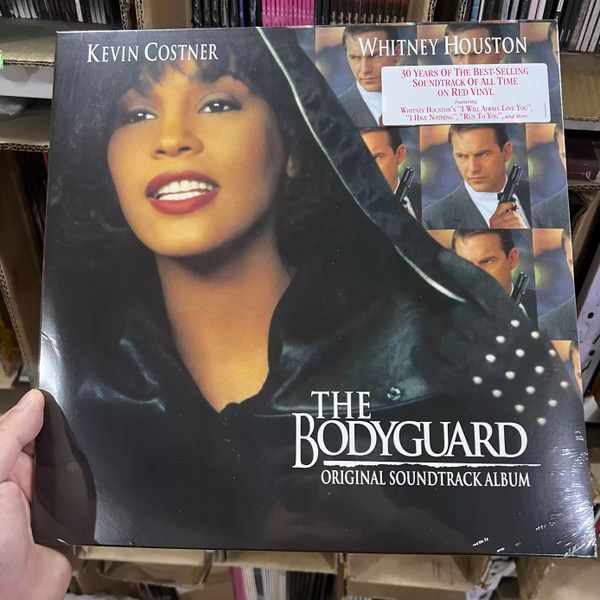 KEVIN COSTNER
WHITNEY HOUSTON
30 YEARS OF THE BEST-SELLING
SOUNDTRACK OF ALL TIME
ON RED VINYL
Featuring
WHITNEY HOUSTON'S "I WILL ALWAYS LOVE YOU",
"I HAVE NOTHING", "RUN TO YOU", and More!
THE
BODYGUARD
ORIGINAL SOUNDTRACK ALBUM